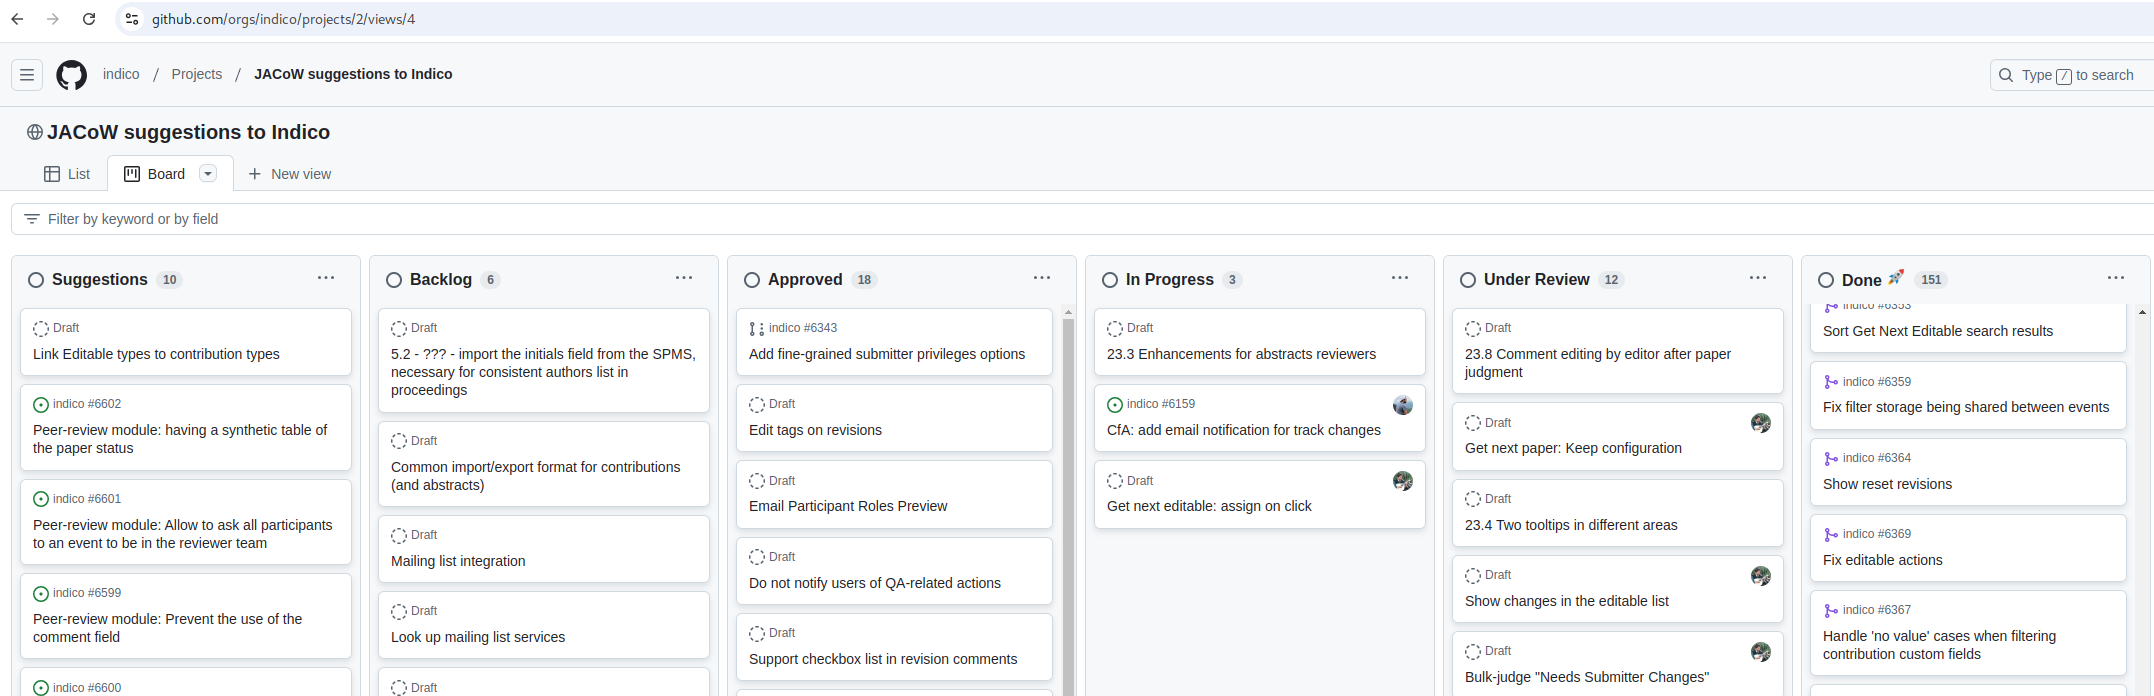 github.com/orgs/indico/projects/2/views/4
indico / Projects / JACoW suggestions to Indico
Type / to search
JACoW suggestions to Indico
List
Board
New view
Filter by keyword or by field
Suggestions 10
Draft
Link Editable types to contribution types
indico #6602
Peer-review module: having a synthetic table of
the paper status
indico #6601
Peer-review module: Allow to ask all participants
to an event to be in the reviewer team
indico #6599
Peer-review module: Prevent the use of the
comment field
indico #6600
Backlog 6
Draft
5.2 - ??? - import the initials field from the SPMS,
necessary for consistent authors list in
proceedings
Draft
Common import/export format for contributions
(and abstracts)
Draft
Mailing list integration
Draft
Look up mailing list services
Draft
Approved 18
indico #6343
Add fine-grained submitter privileges options
Draft
Edit tags on revisions
Draft
Email Participant Roles Preview
Draft
Do not notify users of QA-related actions
Draft
Support checkbox list in revision comments
In Progress 3
Draft
23.3 Enhancements for abstracts reviewers
indico #6159
CfA: add email notification for track changes
Draft
Get next editable: assign on click
Under Review 12
Draft
23.8 Comment editing by editor after paper
judgment
Draft
Get next paper: Keep configuration
Draft
23.4 Two tooltips in different areas
Draft
Show changes in the editable list
Draft
Bulk-judge "Needs Submitter Changes"
Done 🚀 151
indico #6353
Sort Get Next Editable search results
indico #6359
Fix filter storage being shared between events
indico #6364
Show reset revisions
indico #6369
Fix editable actions
indico #6367
Handle 'no value' cases when filtering
contribution custom fields